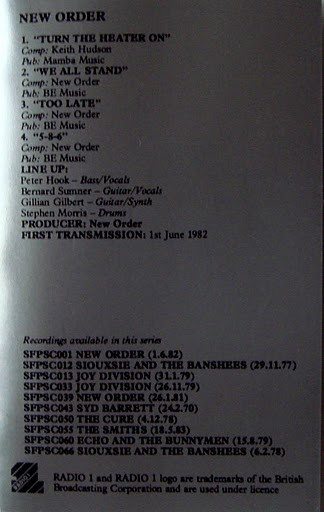 NEW ORDER
1. "TURN THE HEATER ON"
Comp: Keith Hudson
Pub: Mamba Music
2. "WE ALL STAND"
Comp: New Order
Pub: BE Music
3. "TOO LATE"
Comp: New Order
Pub: BE Music
4. "5-8-6"
Comp: New Order
Pub: BE Music
LINE UP:
Peter Hook – Bass/Vocals
Bernard Sumner – Guitar/Vocals
Gillian Gilbert – Guitar/Synth
Stephen Morris – Drums
PRODUCER: New Order
FIRST TRANSMISSION: 1st June 1982
Recordings available in this series
SFPSC001 NEW ORDER (1.6.82)
SFPSC012 SIOUXSIE AND THE BANSHEES (29.11.77)
SFPSC013 JOY DIVISION (31.1.79)
SFPSC033 JOY DIVISION (26.11.79)
SFPSC039 NEW ORDER (26.1.81)
SFPSC043 SYD BARRETT (24.2.70)
SFPSC050 THE CURE (4.12.78)
SFPSC055 THE SMITHS (18.5.83)
SFPSC060 ECHO AND THE BUNNYMEN (15.8.79)
SFPSC066 SIOUXSIE AND THE BANSHEES (6.2.78)
RADIO 1 and RADIO 1 logo are trademarks of the British
Broadcasting Corporation and are used under licence